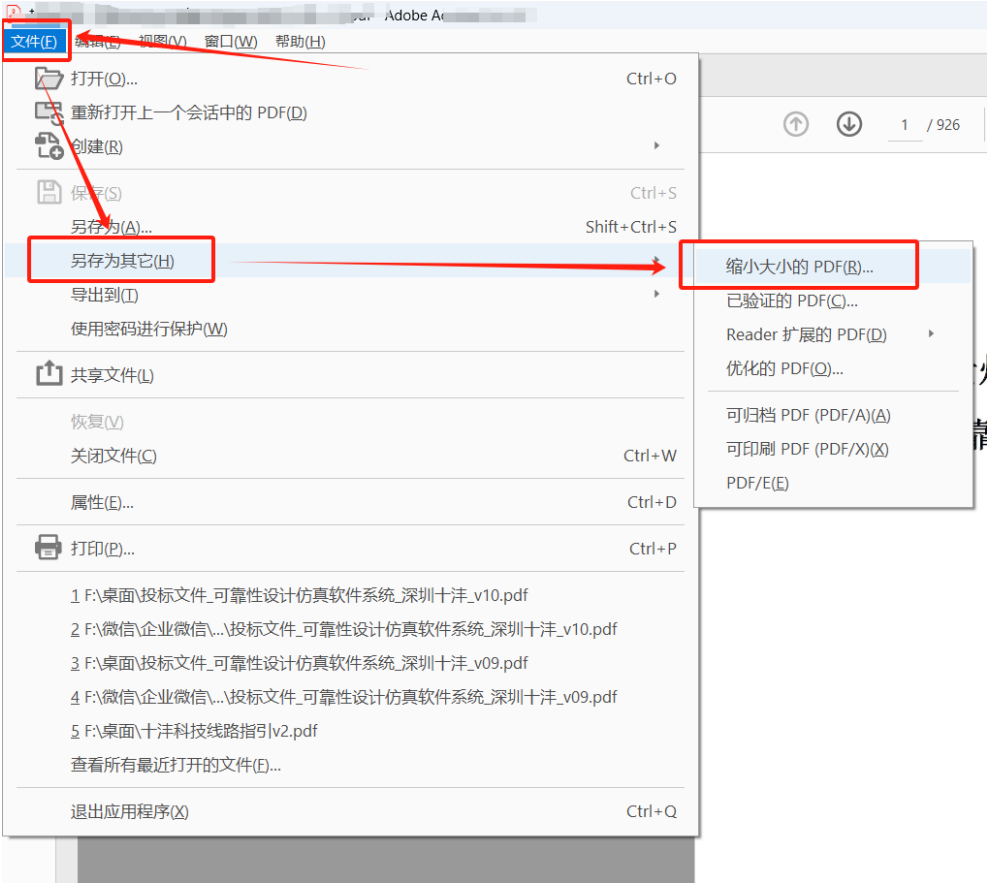 Adobe Ac
文件(F) 编辑(E) 视图(V) 窗口(W) 帮助(H)
打开(O)... Ctrl+O
重新打开上一个会话中的 PDF(D)
创建(R)
1 / 926
保存(S) Ctrl+S
另存为(A)... Shift+Ctrl+S
另存为其它(H)
缩小大小的 PDF(R)...
导出到(T)
已验证的 PDF(C)...
使用密码进行保护(W)
Reader 扩展的 PDF(D)
优化的 PDF(O)...
共享文件(L)
可归档 PDF (PDF/A)(A)
恢复(V)
靠
可印刷 PDF (PDF/X)(X)
关闭文件(C) Ctrl+W
PDF/E(E)
属性(E)... Ctrl+D
打印(P)... Ctrl+P
1 F:\桌面\投标文件_可靠性设计仿真软件系统_深圳十沣_v10.pdf
2 F:\微信\企业微信\...\投标文件_可靠性设计仿真软件系统_深圳十沣_v10.pdf
3 F:\桌面\投标文件_可靠性设计仿真软件系统_深圳十沣_v09.pdf
4 F:\微信\企业微信\...\投标文件_可靠性设计仿真软件系统_深圳十沣_v09.pdf
5 F:\桌面\十沣科技线路指引v2.pdf
查看所有最近打开的文件(F)...
退出应用程序(X) Ctrl+Q